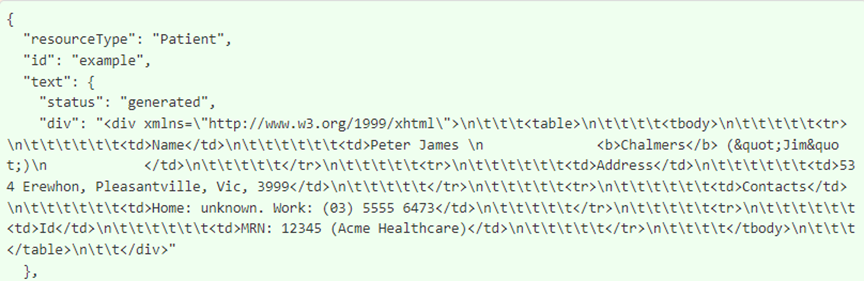 {
"resourceType": "Patient",
"id": "example",
"text": {
"status": "generated",
"div": "<div xmlns=\"http://www.w3.org/1999/xhtml\">\n\t\t\t<table>\n\t\t\t\t<tbody>\n\t\t\t\t\t<tr>
\n\t\t\t\t\t\t<td>Name</td>\n\t\t\t\t\t\t<td>Peter James \n              <b>Chalmers</b> (&quot;Jim&quo
t;)\n            </td>\n\t\t\t\t\t</tr>\n\t\t\t\t\t<tr>\n\t\t\t\t\t\t<td>Address</td>\n\t\t\t\t\t\t<td>53
4 Erewhon, Pleasantville, Vic, 3999</td>\n\t\t\t\t\t</tr>\n\t\t\t\t\t<tr>\n\t\t\t\t\t\t<td>Contacts</td>
\n\t\t\t\t\t\t<td>Home: unknown. Work: (03) 5555 6473</td>\n\t\t\t\t\t</tr>\n\t\t\t\t\t<tr>\n\t\t\t\t\t\t
<td>Id</td>\n\t\t\t\t\t\t<td>MRN: 12345 (Acme Healthcare)</td>\n\t\t\t\t\t</tr>\n\t\t\t\t</tbody>\n\t\t\t
</table>\n\t\t</div>"
},